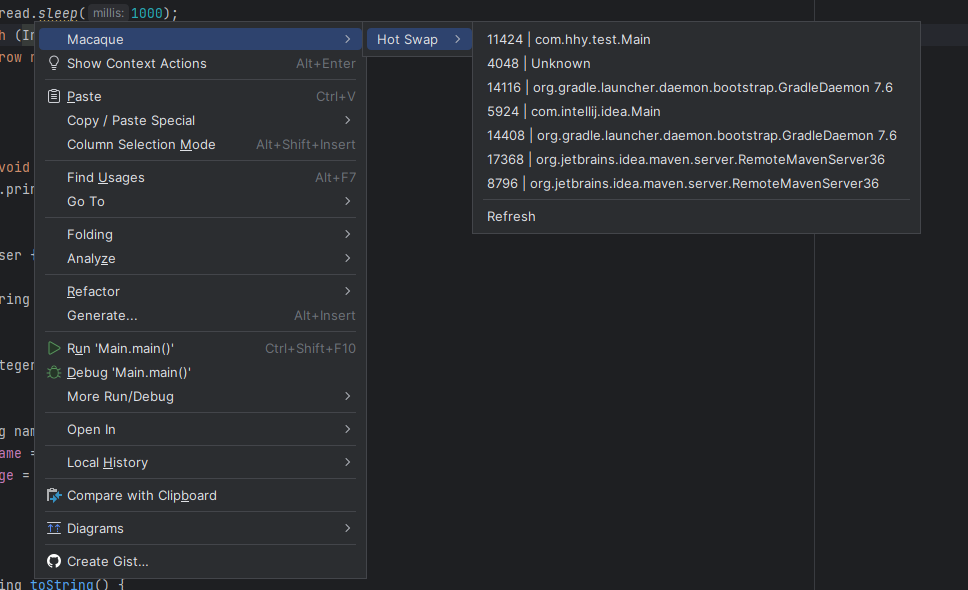 read.sleep( millis: 1000);
h (In
row n
void
.prin
ser {
ring
teger
g nam
ame =
ge =
ing toString() {
Macaque
Show Context Actions Alt+Enter
Paste Ctrl+V
Copy / Paste Special
Column Selection Mode Alt+Shift+Insert
Find Usages Alt+F7
Go To
Folding
Analyze
Refactor
Generate... Alt+Insert
Run 'Main.main()' Ctrl+Shift+F10
Debug 'Main.main()'
More Run/Debug
Open In
Local History
Compare with Clipboard
Diagrams
Create Gist...
Hot Swap
11424 | com.hhy.test.Main
4048 | Unknown
14116 | org.gradle.launcher.daemon.bootstrap.GradleDaemon 7.6
5924 | com.intellij.idea.Main
14408 | org.gradle.launcher.daemon.bootstrap.GradleDaemon 7.6
17368 | org.jetbrains.idea.maven.server.RemoteMavenServer36
8796 | org.jetbrains.idea.maven.server.RemoteMavenServer36
Refresh